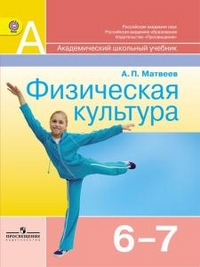 Российская академия наук
Российская академия образования
Издательство «Просвещение»
А
Академический школьный учебник
А. П. Матвеев
Физическая
культура
ПРОСВЕЩЕНИЕ
ИЗДАТЕЛЬСТВО
6–7